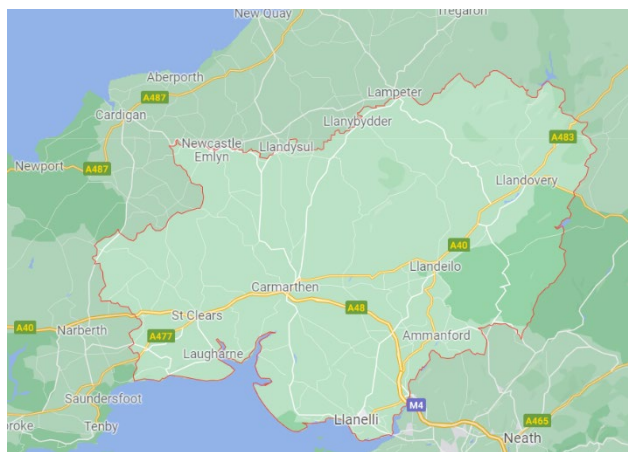 New Quay
Tregaron
Aberporth
A487
Lampeter
Cardigan
Llanybydder
A483
Newcastle
Emlyn
Llandysul
Newport
A487
Llandovery
A40
Llandeilo
Carmarthen
A48
St Clears
A40
Narberth
A477
Ammanford
Laugharne
Saundersfoot
M4
Llanelli
A465
broke
Tenby
Neath